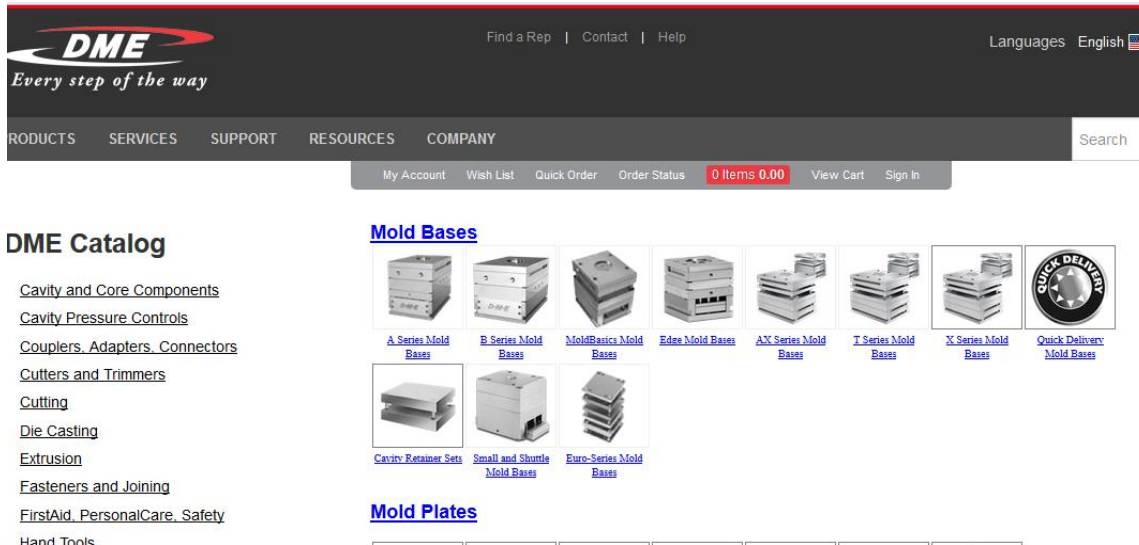 DME
Every step of the way
Find a Rep | Contact | Help
Languages English
RODUCTS SERVICES SUPPORT RESOURCES COMPANY
Search
My Account Wish List Quick Order Order Status 0 Items 0.00 View Cart Sign In
DME Catalog
Cavity and Core Components
Cavity Pressure Controls
Couplers, Adapters, Connectors
Cutters and Trimmers
Cutting
Die Casting
Extrusion
Fasteners and Joining
FirstAid, PersonalCare, Safety
Hand Tools
Mold Bases
QUICK DELIVERY
A Series Mold
Bases
B Series Mold
Bases
MoldBasics Mold
Bases
Edge Mold Bases
AX Series Mold
Bases
T Series Mold
Bases
X Series Mold
Bases
Quick Delivery
Mold Bases
Cavity Retainer Sets
Small and Shuttle
Mold Bases
Euro-Series Mold
Bases
Mold Plates